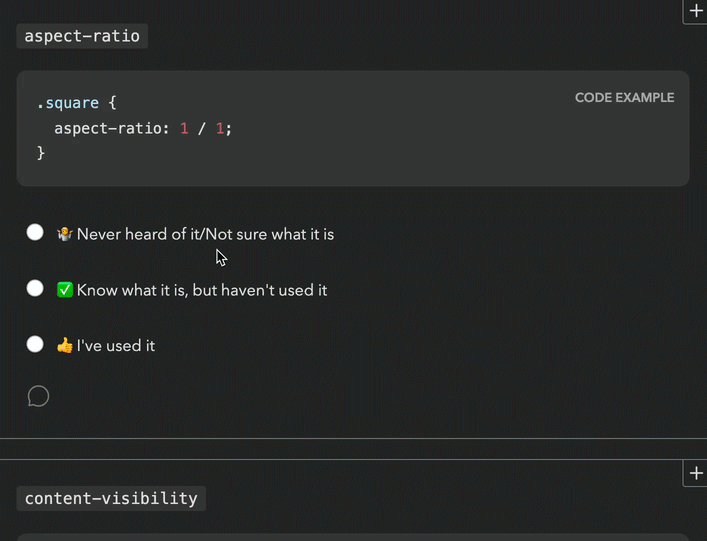 aspect-ratio
CODE EXAMPLE
.square {
  aspect-ratio: 1 / 1;
}
🤷 Never heard of it/Not sure what it is
✅ Know what it is, but haven't used it
👍 I've used it
content-visibility